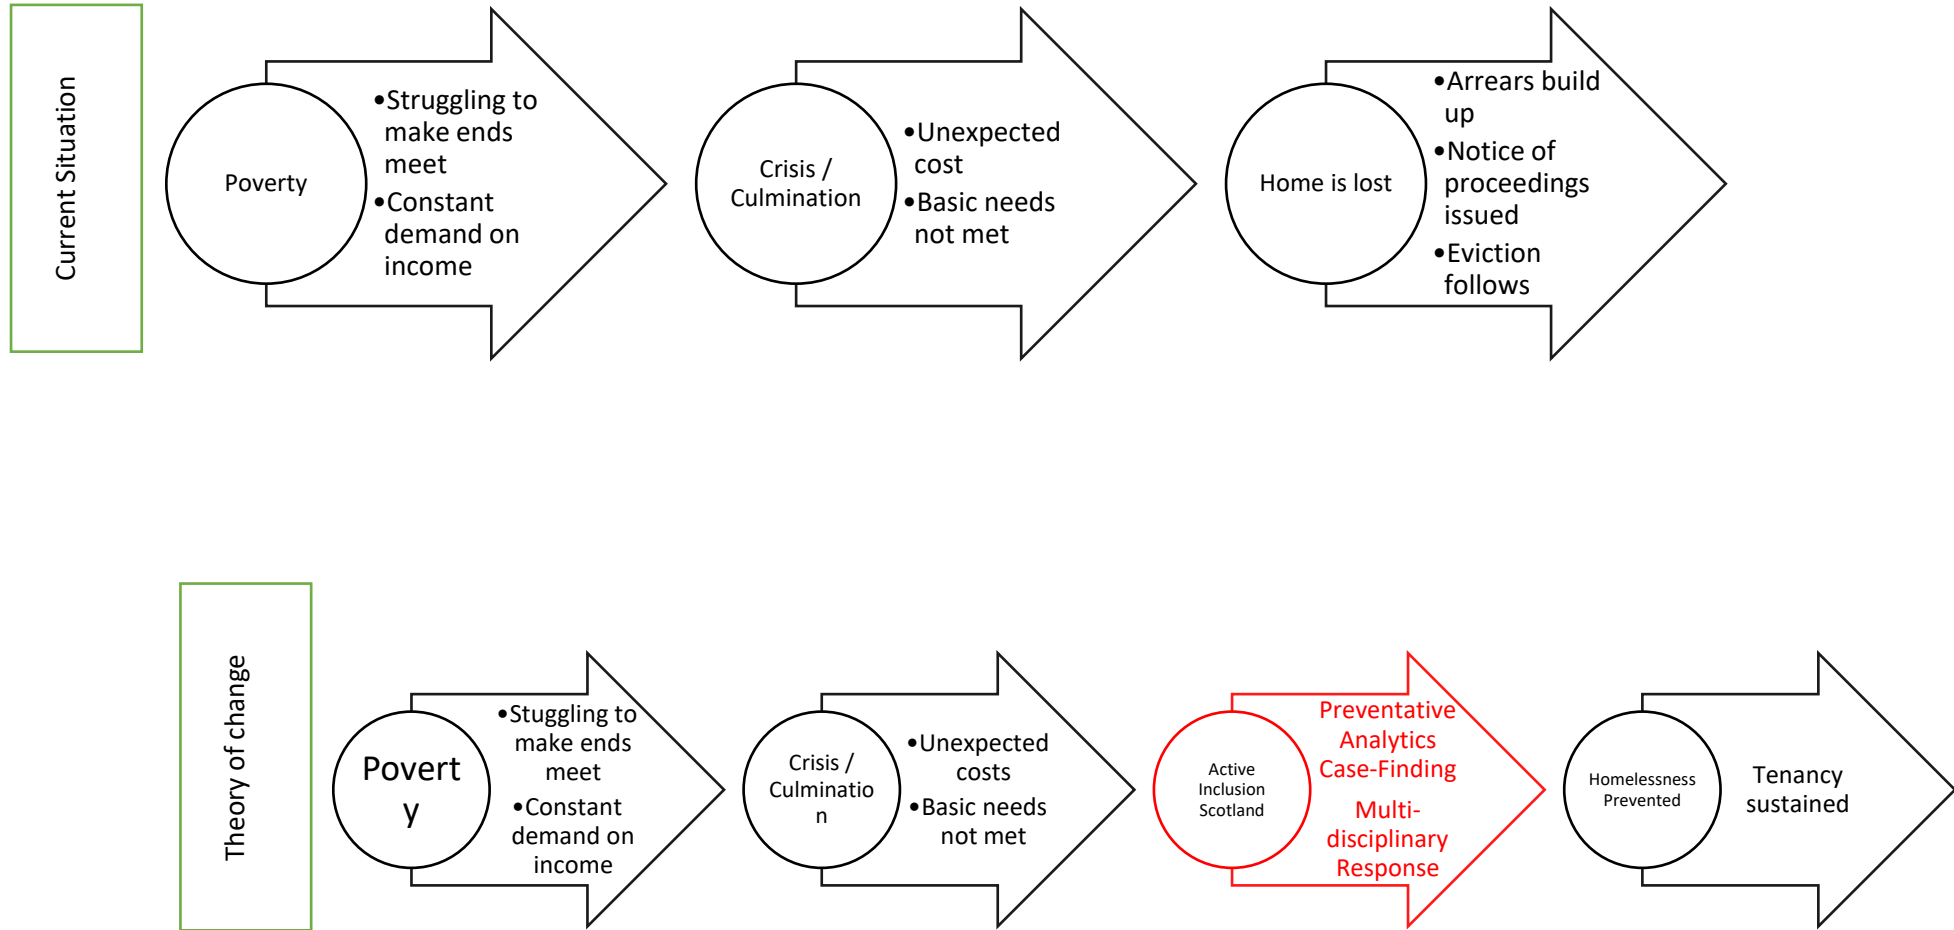 Current Situation
Poverty
•Struggling to
make ends
meet
•Constant
demand on
income
Crisis /
Culmination
•Unexpected
cost
•Basic needs
not met
Home is lost
•Arrears build
up
•Notice of
proceedings
issued
•Eviction
follows
Theory of change
Povert
y
•Stuggling to
make ends
meet
•Constant
demand on
income
Crisis /
Culminatio
n
•Unexpected
costs
•Basic needs
not met
Active
Inclusion
Scotland
Preventative
Analytics
Case-Finding
Multi-
disciplinary
Response
Homelessness
Prevented
Tenancy
sustained